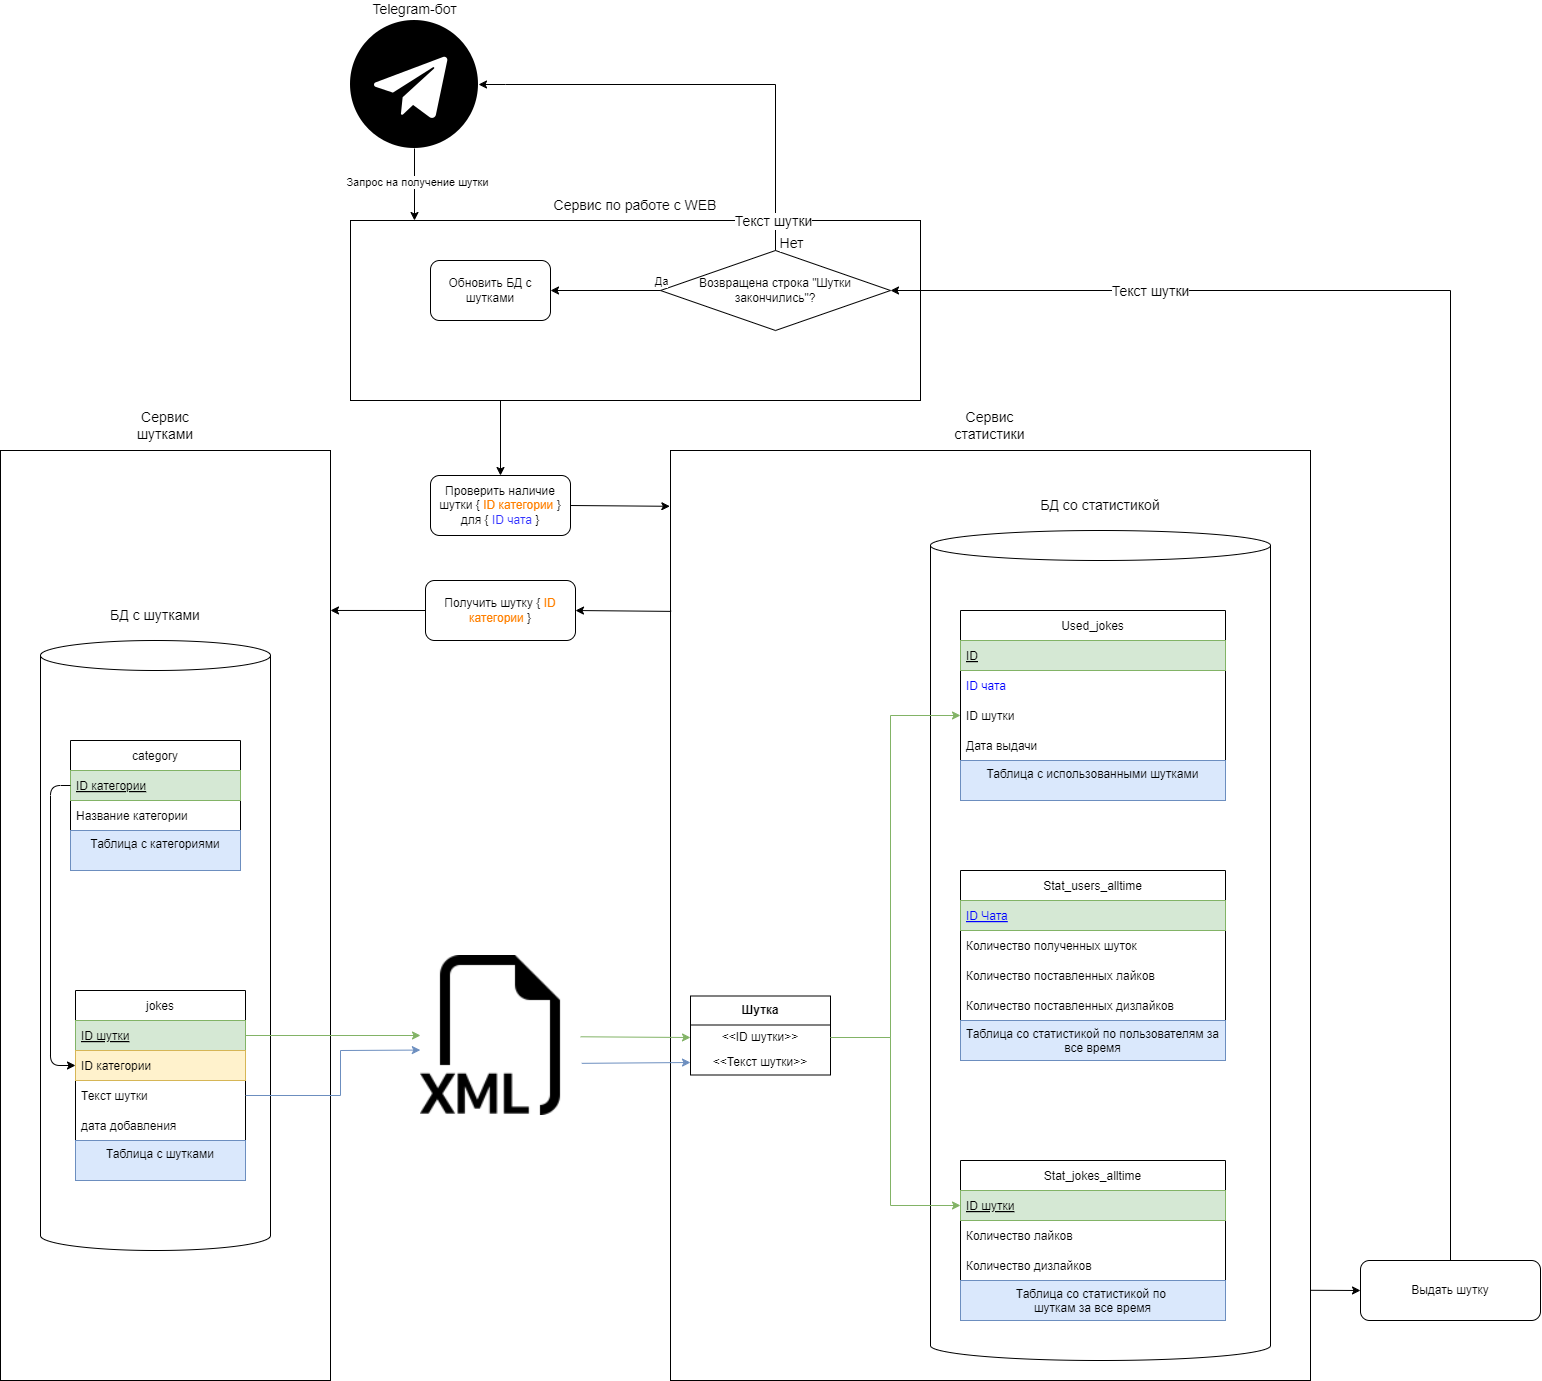 Telegram-бот
Запрос на получение шутки
Сервис по работе с WEB
Текст шутки
Нет
Да
Обновить БД с
шутками
Возвращена строка "Шутки
закончились"?
Текст шутки
Сервис
шутками
Сервис
статистики
Проверить наличие
шутки { ID категории }
для { ID чата }
Получить шутку { ID
категории }
БД с шутками
category
ID категории
Название категории
Таблица с категориями
jokes
ID шутки
ID категории
Текст шутки
дата добавления
Таблица с шутками
XML
Шутка
<<ID шутки>>
<<Текст шутки>>
БД со статистикой
Used_jokes
ID
ID чата
ID шутки
Дата выдачи
Таблица с использованными шутками
Stat_users_alltime
ID Чата
Количество полученных шуток
Количество поставленных лайков
Количество поставленных дизлайков
Таблица со статистикой по пользователям за
все время
Stat_jokes_alltime
ID шутки
Количество лайков
Количество дизлайков
Таблица со статистикой по
шуткам за все время
Выдать шутку